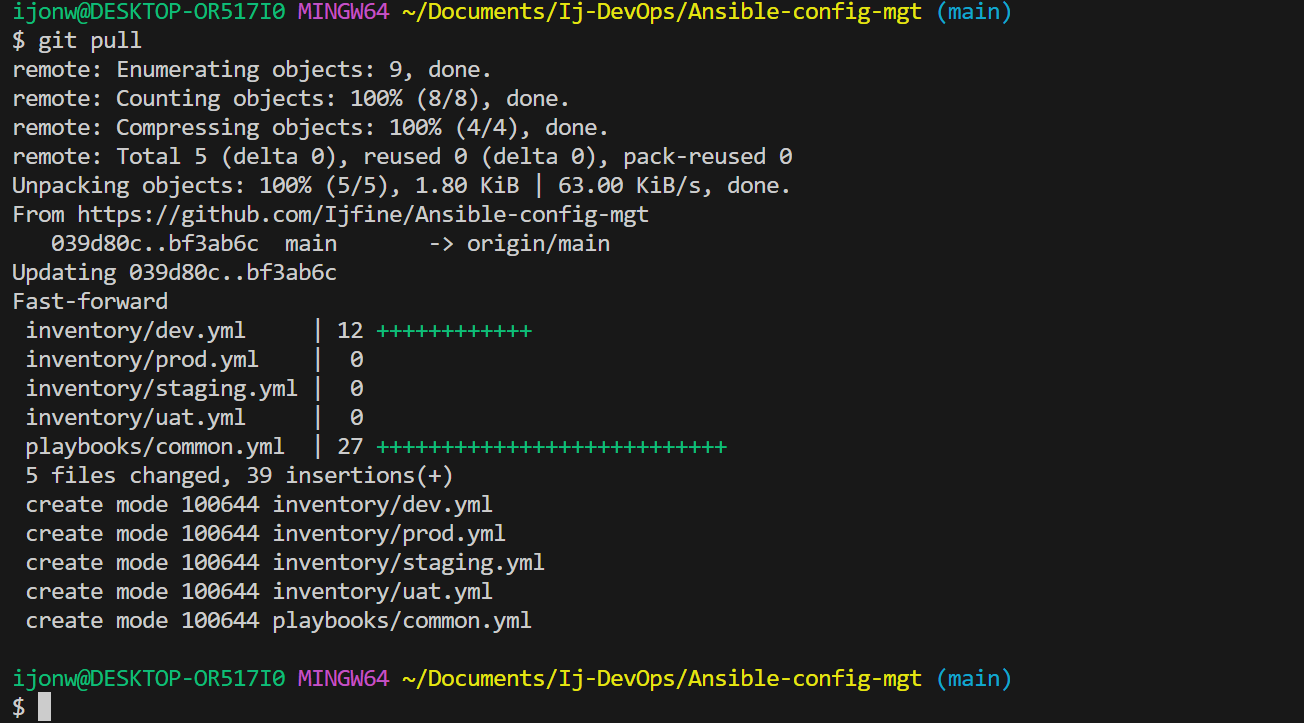 ijonw@DESKTOP-OR517I0 MINGW64 ~/Documents/Ij-DevOps/Ansible-config-mgt (main)
$ git pull
remote: Enumerating objects: 9, done.
remote: Counting objects: 100% (8/8), done.
remote: Compressing objects: 100% (4/4), done.
remote: Total 5 (delta 0), reused 0 (delta 0), pack-reused 0
Unpacking objects: 100% (5/5), 1.80 KiB | 63.00 KiB/s, done.
From https://github.com/Ijfine/Ansible-config-mgt
   039d80c..bf3ab6c  main       -> origin/main
Updating 039d80c..bf3ab6c
Fast-forward
 inventory/dev.yml     | 12 ++++++++++++
 inventory/prod.yml    |  0
 inventory/staging.yml |  0
 inventory/uat.yml     |  0
 playbooks/common.yml  | 27 +++++++++++++++++++++++++++
 5 files changed, 39 insertions(+)
 create mode 100644 inventory/dev.yml
 create mode 100644 inventory/prod.yml
 create mode 100644 inventory/staging.yml
 create mode 100644 inventory/uat.yml
 create mode 100644 playbooks/common.yml
ijonw@DESKTOP-OR517I0 MINGW64 ~/Documents/Ij-DevOps/Ansible-config-mgt (main)
$